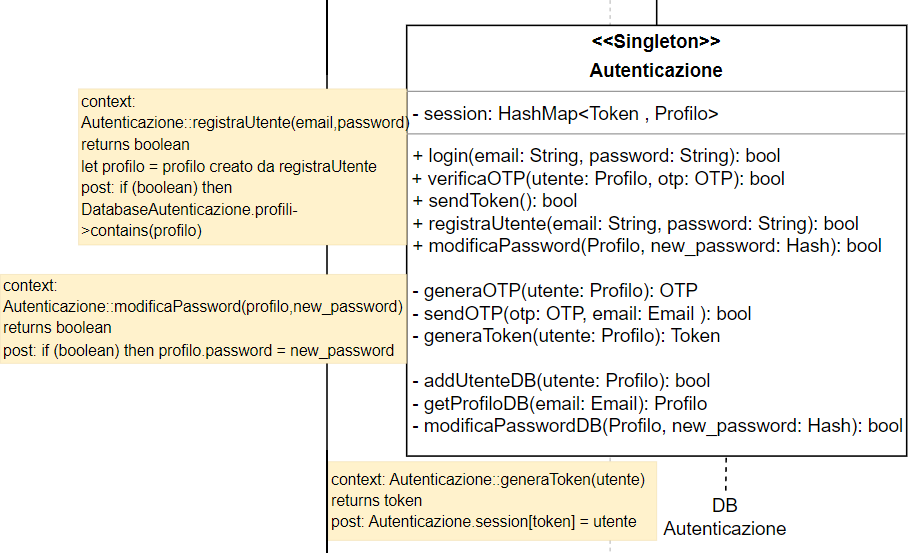 <<Singleton>>
Autenticazione
- session: HashMap<Token , Profilo>
+ login(email: String, password: String): bool
+ verificaOTP(utente: Profilo, otp: OTP): bool
+ sendToken(): bool
+ registraUtente(email: String, password: String): bool
+ modificaPassword(Profilo, new_password: Hash): bool
- generaOTP(utente: Profilo): OTP
- sendOTP(otp: OTP, email: Email ): bool
- generaToken(utente: Profilo): Token
- addUtenteDB(utente: Profilo): bool
- getProfiloDB(email: Email): Profilo
- modificaPasswordDB(Profilo, new_password: Hash): bool
context:
Autenticazione::registraUtente(email,password)
returns boolean
let profilo = profilo creato da registraUtente
post: if (boolean) then
DatabaseAutenticazione.profili-
>contains(profilo)
context:
Autenticazione::modificaPassword(profilo,new_password)
returns boolean
post: if (boolean) then profilo.password = new_password
context: Autenticazione::generaToken(utente)
returns token
post: Autenticazione.session[token] = utente
DB
Autenticazione